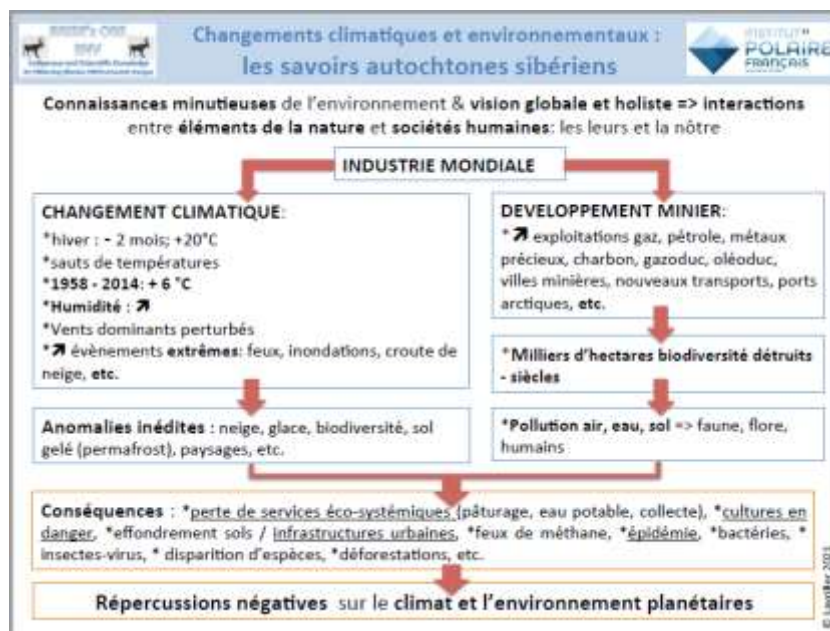 Changements climatiques et environnementaux :
les savoirs autochtones sibériens
INSTITUT
POLAIRE
FRANÇAIS
Connaissances minutieuses de l'environnement & vision globale et holiste => interactions
entre éléments de la nature et sociétés humaines: les leurs et la nôtre
INDUSTRIE MONDIALE
CHANGEMENT CLIMATIQUE:
*hiver : - 2 mois; +20°C
*sauts de températures
*1958 - 2014: + 6 °C
*Humidité : ↗
*Vents dominants perturbés
*↗ évènements extrêmes: feux, inondations, croute de
neige, etc.
DEVELOPPEMENT MINIER:
*↗ exploitations gaz, pétrole, métaux
précieux, charbon, gazoduc, oléoduc,
villes minières, nouveaux transports, ports
arctiques, etc.
*Milliers d'hectares biodiversité détruits
- siècles
Anomalies inédites : neige, glace, biodiversité, sol
gelé (permafrost), paysages, etc.
*Pollution air, eau, sol => faune, flore,
humains
Conséquences : *perte de services éco-systémiques (pâturage, eau potable, collecte), *cultures en
danger, *effondrement sols / infrastructures urbaines, *feux de méthane, *épidémie, *bactéries, *
insectes-virus, * disparition d'espèces, *déforestations, etc.
Répercussions négatives sur le climat et l'environnement planétaires